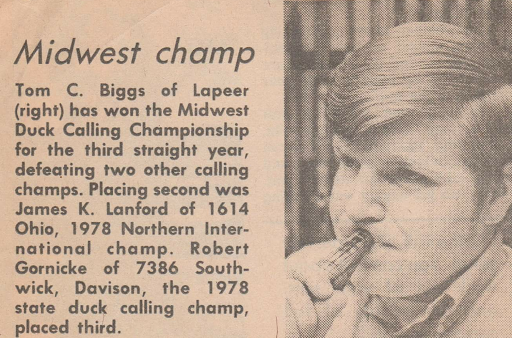 Midwest champ
Tom C. Biggs of Lapeer
(right) has won the Midwest
Duck Calling Championship
for the third straight year,
defeating two other calling
champs. Placing second was
James K. Lanford of 1614
Ohio, 1978 Northern Inter-
national champ. Robert
Gornicke of 7386 South-
wick, Davison, the 1978
state duck calling champ,
placed third.